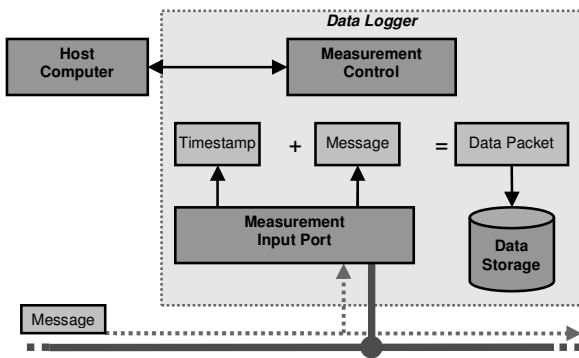 Data Logger
Host
Computer
Measurement
Control
Timestamp + Message = Data Packet
Measurement
Input Port
Data
Storage
Message